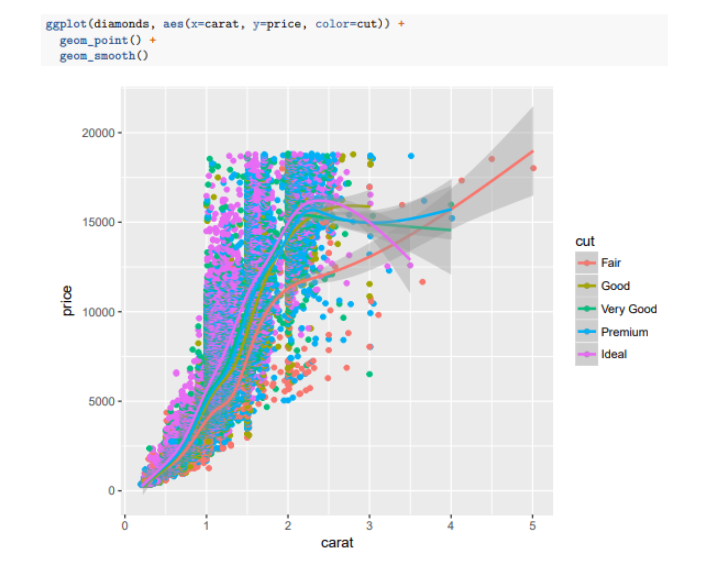 ggplot(diamonds, aes(x=carat, y=price, color=cut)) +
geom_point() +
geom_smooth()
20000
15000
10000
5000
0
price
0 1 2 3 4 5
carat
cut
Fair
Good
Very Good
Premium
Ideal